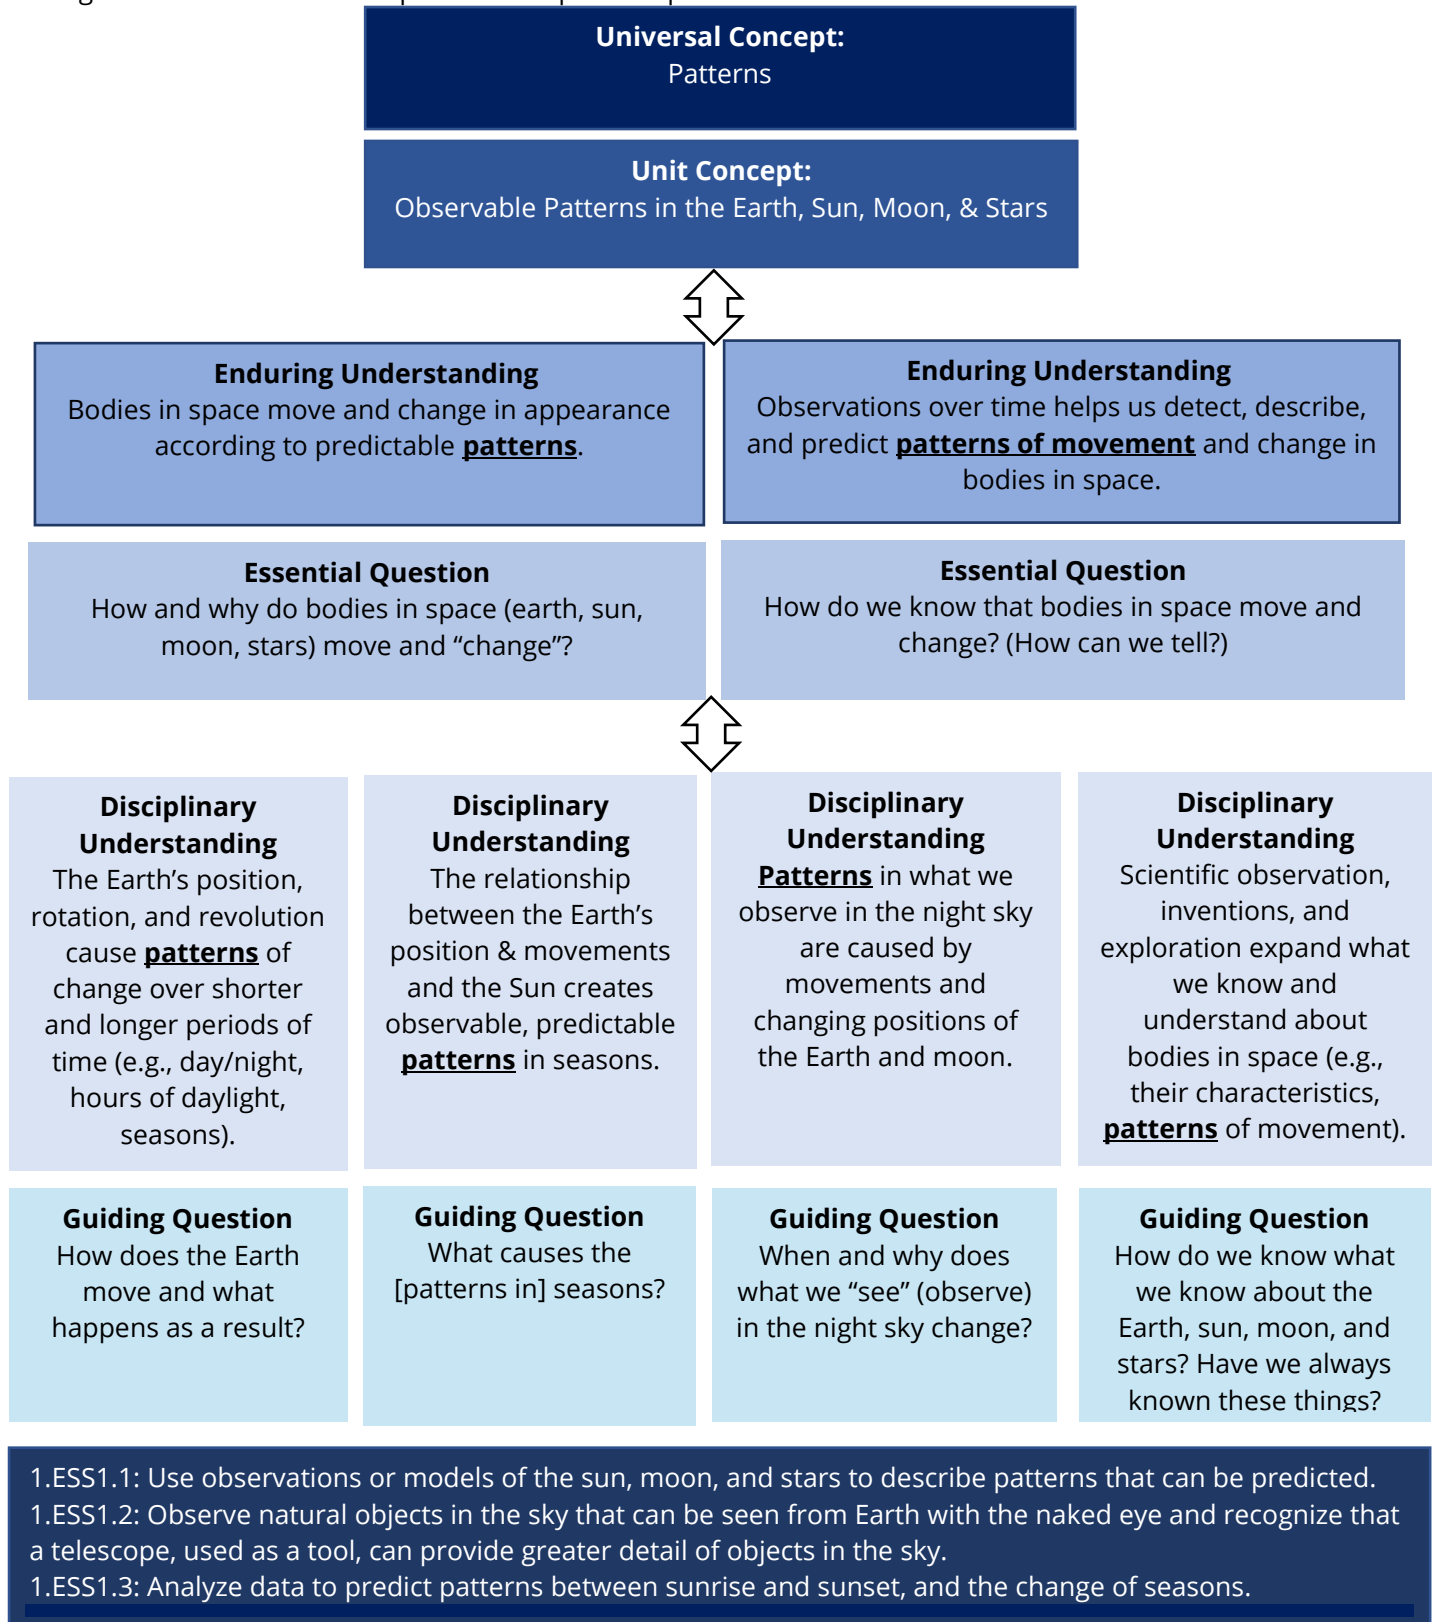 Universal Concept:
Patterns
Unit Concept:
Observable Patterns in the Earth, Sun, Moon, & Stars
Enduring Understanding
Bodies in space move and change in appearance
according to predictable patterns.
Enduring Understanding
Observations over time helps us detect, describe,
and predict patterns of movement and change in
bodies in space.
Essential Question
How and why do bodies in space (earth, sun,
moon, stars) move and “change”?
Essential Question
How do we know that bodies in space move and
change? (How can we tell?)
Disciplinary
Understanding
The Earth’s position,
rotation, and revolution
cause patterns of
change over shorter
and longer periods of
time (e.g., day/night,
hours of daylight,
seasons).
Disciplinary
Understanding
The relationship
between the Earth’s
position & movements
and the Sun creates
observable, predictable
patterns in seasons.
Disciplinary
Understanding
Patterns in what we
observe in the night sky
are caused by
movements and
changing positions of
the Earth and moon.
Disciplinary
Understanding
Scientific observation,
inventions, and
exploration expand what
we know and
understand about
bodies in space (e.g.,
their characteristics,
patterns of movement).
Guiding Question
How does the Earth
move and what
happens as a result?
Guiding Question
What causes the
[patterns in] seasons?
Guiding Question
When and why does
what we “see” (observe)
in the night sky change?
Guiding Question
How do we know what
we know about the
Earth, sun, moon, and
stars? Have we always
known these things?
1.ESS1.1: Use observations or models of the sun, moon, and stars to describe patterns that can be predicted.
1.ESS1.2: Observe natural objects in the sky that can be seen from Earth with the naked eye and recognize that
a telescope, used as a tool, can provide greater detail of objects in the sky.
1.ESS1.3: Analyze data to predict patterns between sunrise and sunset, and the change of seasons.